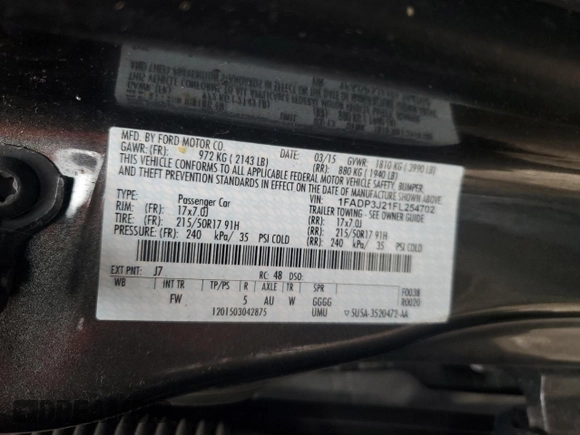 MFD. BY FORD MOTOR CO.
DATE: 03/15 GVWR: 1810 KG (3990 LB)
GAWR: (FR): 972 KG (2143 LB) (RR): 880 KG (1940 LB)
THIS VEHICLE CONFORMS TO ALL APPLICABLE FEDERAL MOTOR VEHICLE SAFETY, BUMPER,
AND THEFT PREVENTION STANDARDS IN EFFECT ON THE DATE OF MANUFACTURE SHOWN ABOVE.
VIN: 1FADP3J21FL254702
TYPE: Passenger Car TRAILER TOWING - SEE OWNER GUIDE
RIM: (FR): 17x7.0J (RR): 17x7.0J
TIRE: (FR): 215/50R17 91H (RR): 215/50R17 91H
PRESSURE: (FR): 240 kPa/ 35 PSI COLD (RR): 240 kPa/ 35 PSI COLD
EXT PNT: J7 RC: 48 DSO:
WB INT TR TP/PS R AXLE TR SPR F0038
FW 5 AU W GGGG R0020
1201503042875 UMU 5U5A-3520472-AA